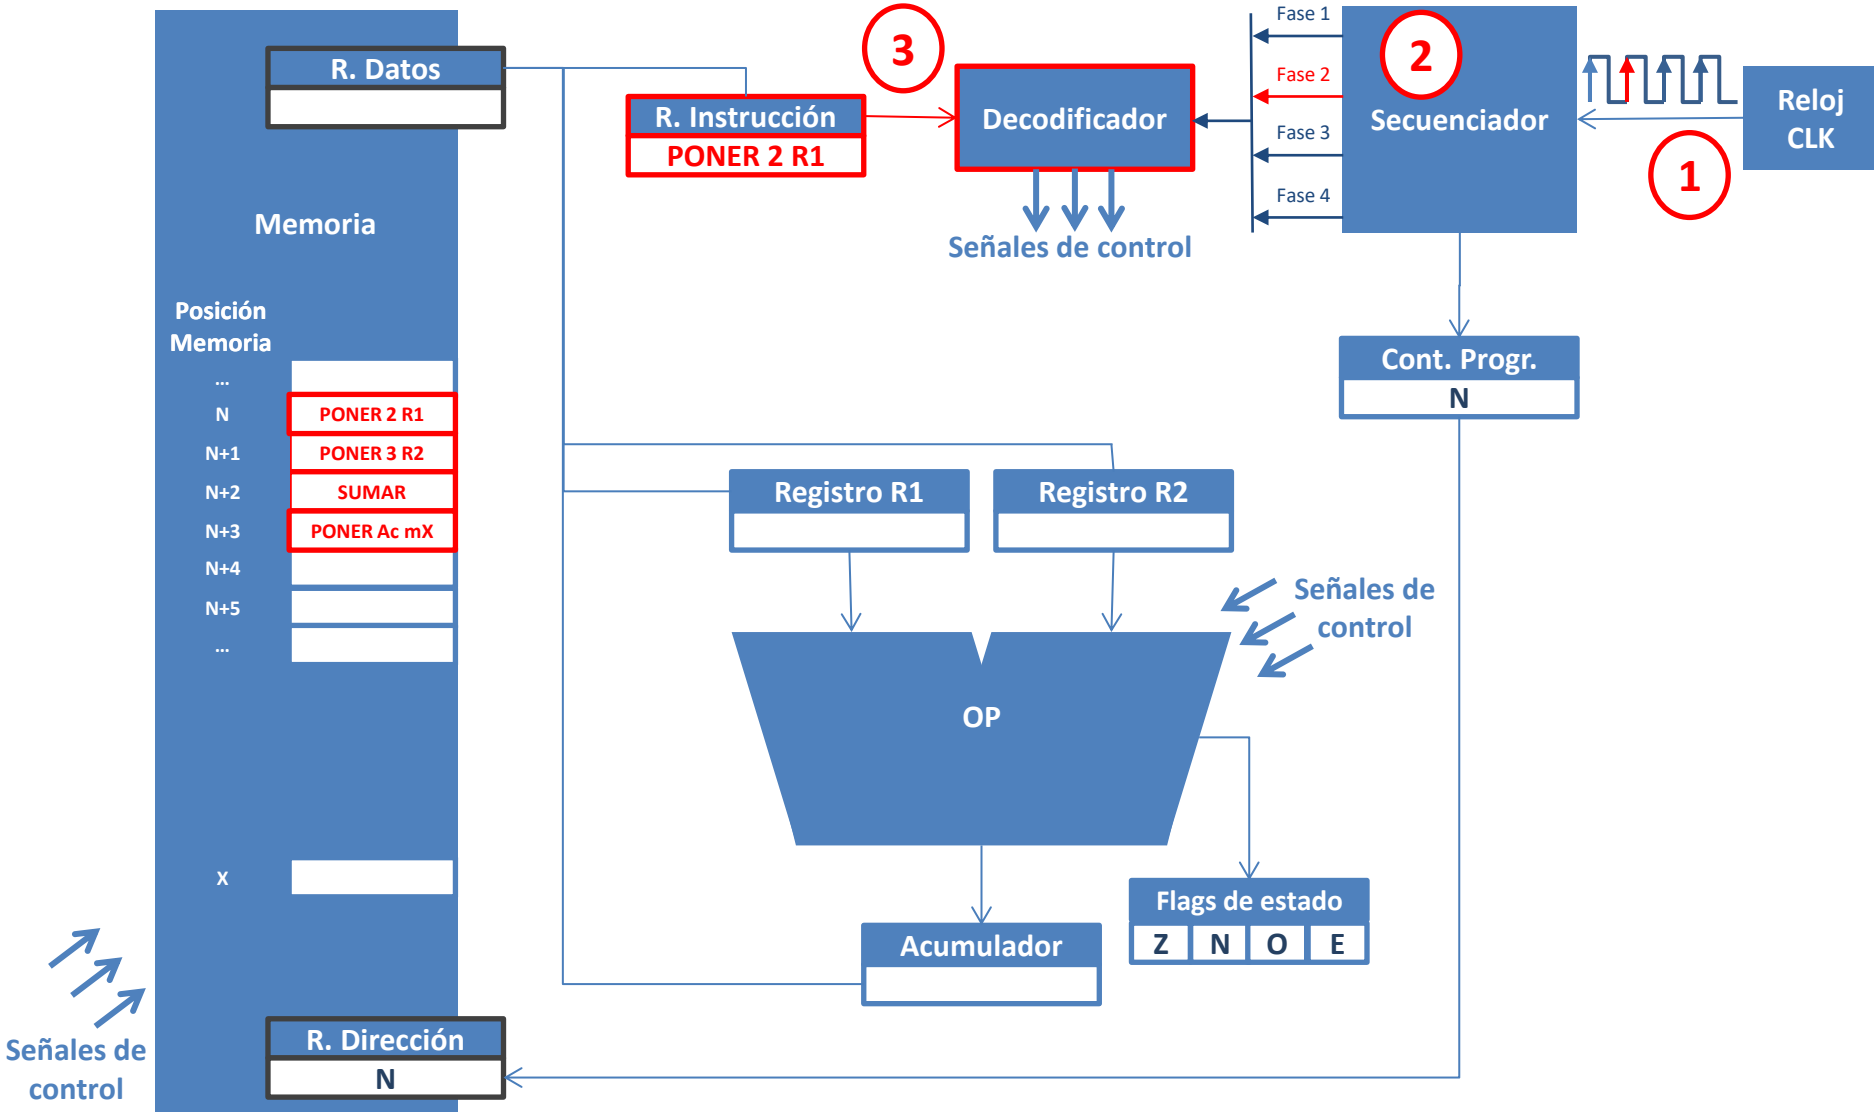 R. Datos
R. Instrucción
PONER 2 R1
3
Decodificador
Señales de control
Fase 1
Fase 2
Fase 3
Fase 4
2
Secuenciador
1
Reloj
CLK
Memoria
Posición
Memoria
...
N PONER 2 R1
N+1 PONER 3 R2
N+2 SUMAR
N+3 PONER Ac mX
N+4
N+5
...
X
Cont. Progr.
N
Registro R1
Registro R2
Señales de
control
OP
Flags de estado
Z N O E
Acumulador
Señales de
control
R. Dirección
N